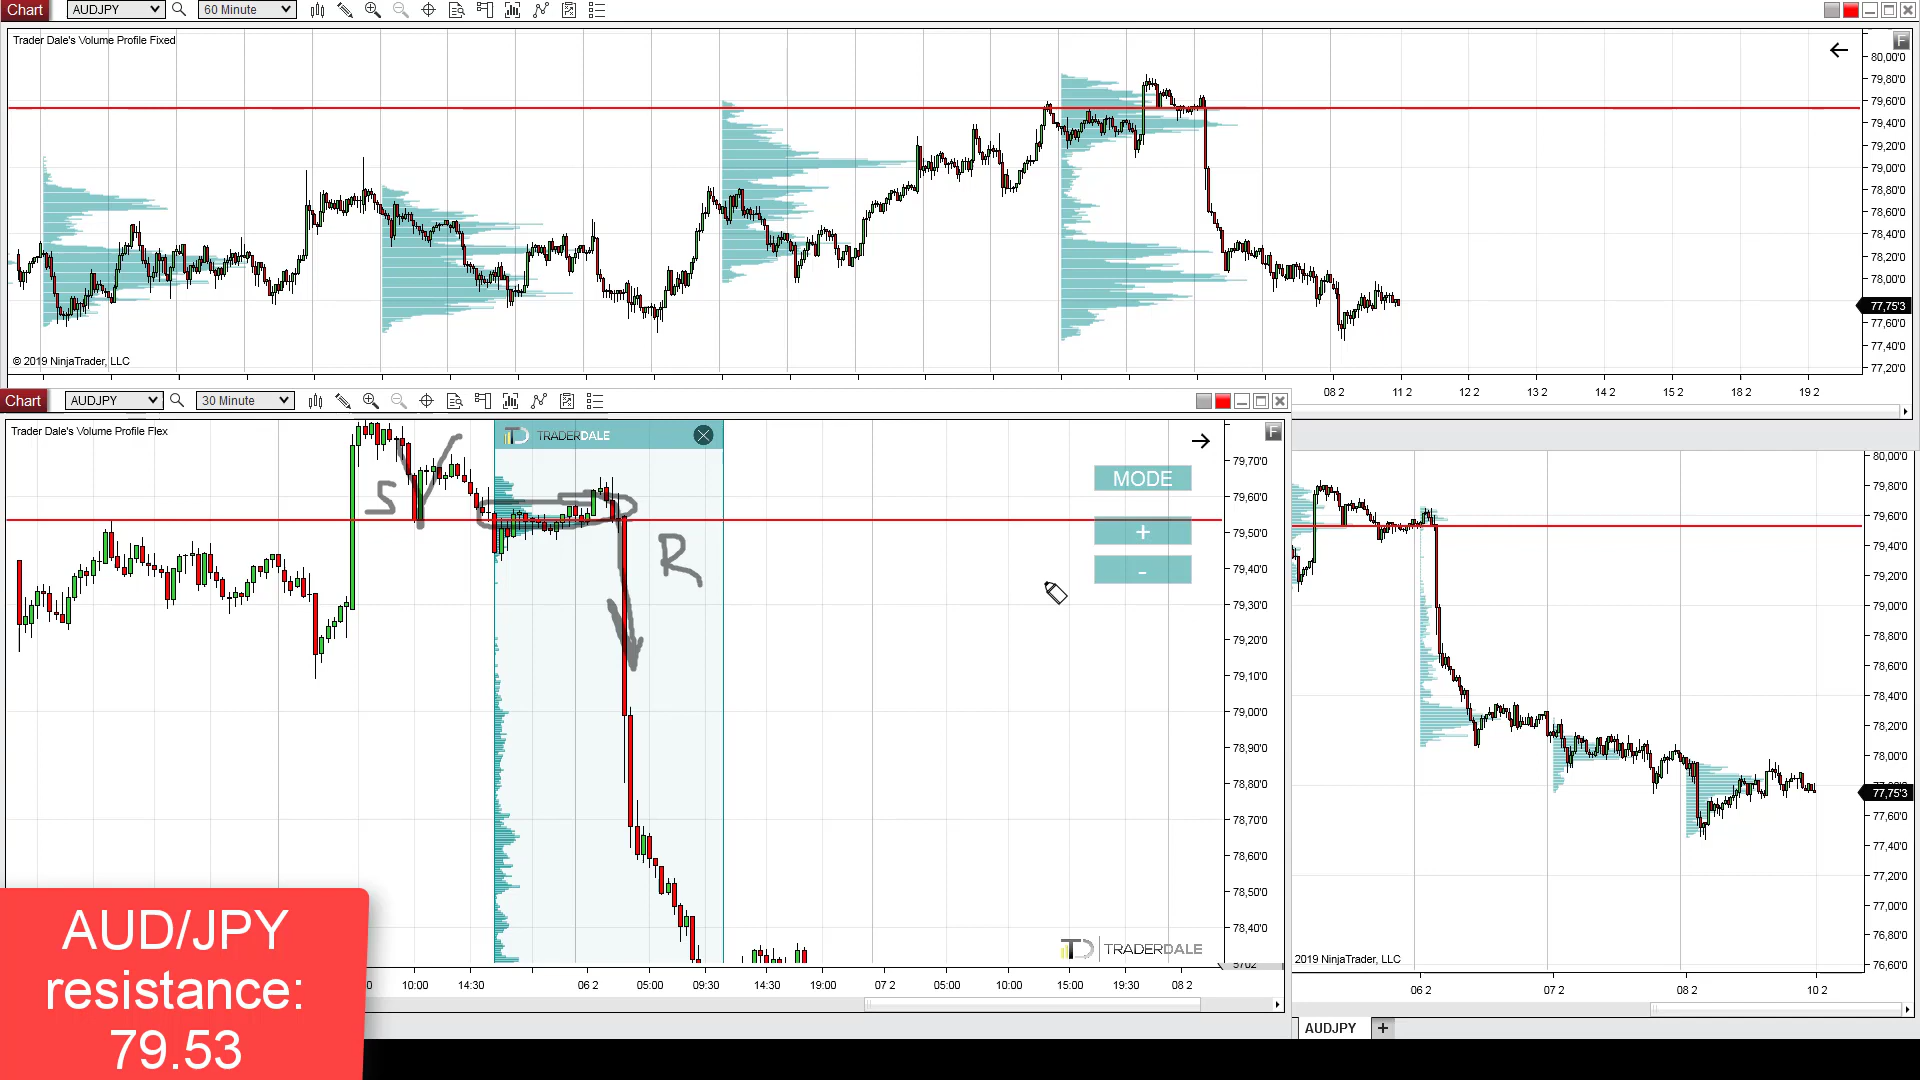 Chart AUDJPY 60 Minute
Trader Dale's Volume Profile Fixed
F
80,00'0
79,80'0
79,60'0
79,40'0
79,20'0
79,00'0
78,80'0
78,60'0
78,40'0
78,20'0
78,00'0
77,75'3
77,60'0
77,40'0
77,20'0
© 2019 NinjaTrader, LLC
08 2 11 2 12 2 13 2 14 2 15 2 18 2 19 2
Chart AUDJPY 30 Minute
Trader Dale's Volume Profile Flex
TRADERDALE
F
MODE
+
-
S
R
79,70'0
79,60'0
79,50'0
79,40'0
79,30'0
79,20'0
79,10'0
79,00'0
78,90'0
78,80'0
78,70'0
78,60'0
78,50'0
78,40'0
TRADERDALE
10:00 14:30 06 2 05:00 09:30 14:30 19:00 07 2 05:00 10:00 15:00 19:30 08 2
80,00'0
79,80'0
79,60'0
79,40'0
79,20'0
79,00'0
78,80'0
78,60'0
78,40'0
78,20'0
78,00'0
77,75'3
77,60'0
77,40'0
77,20'0
77,00'0
76,80'0
76,60'0
2019 NinjaTrader, LLC
06 2 07 2 08 2 10 2
AUDJPY +
AUD/JPY
resistance:
79.53